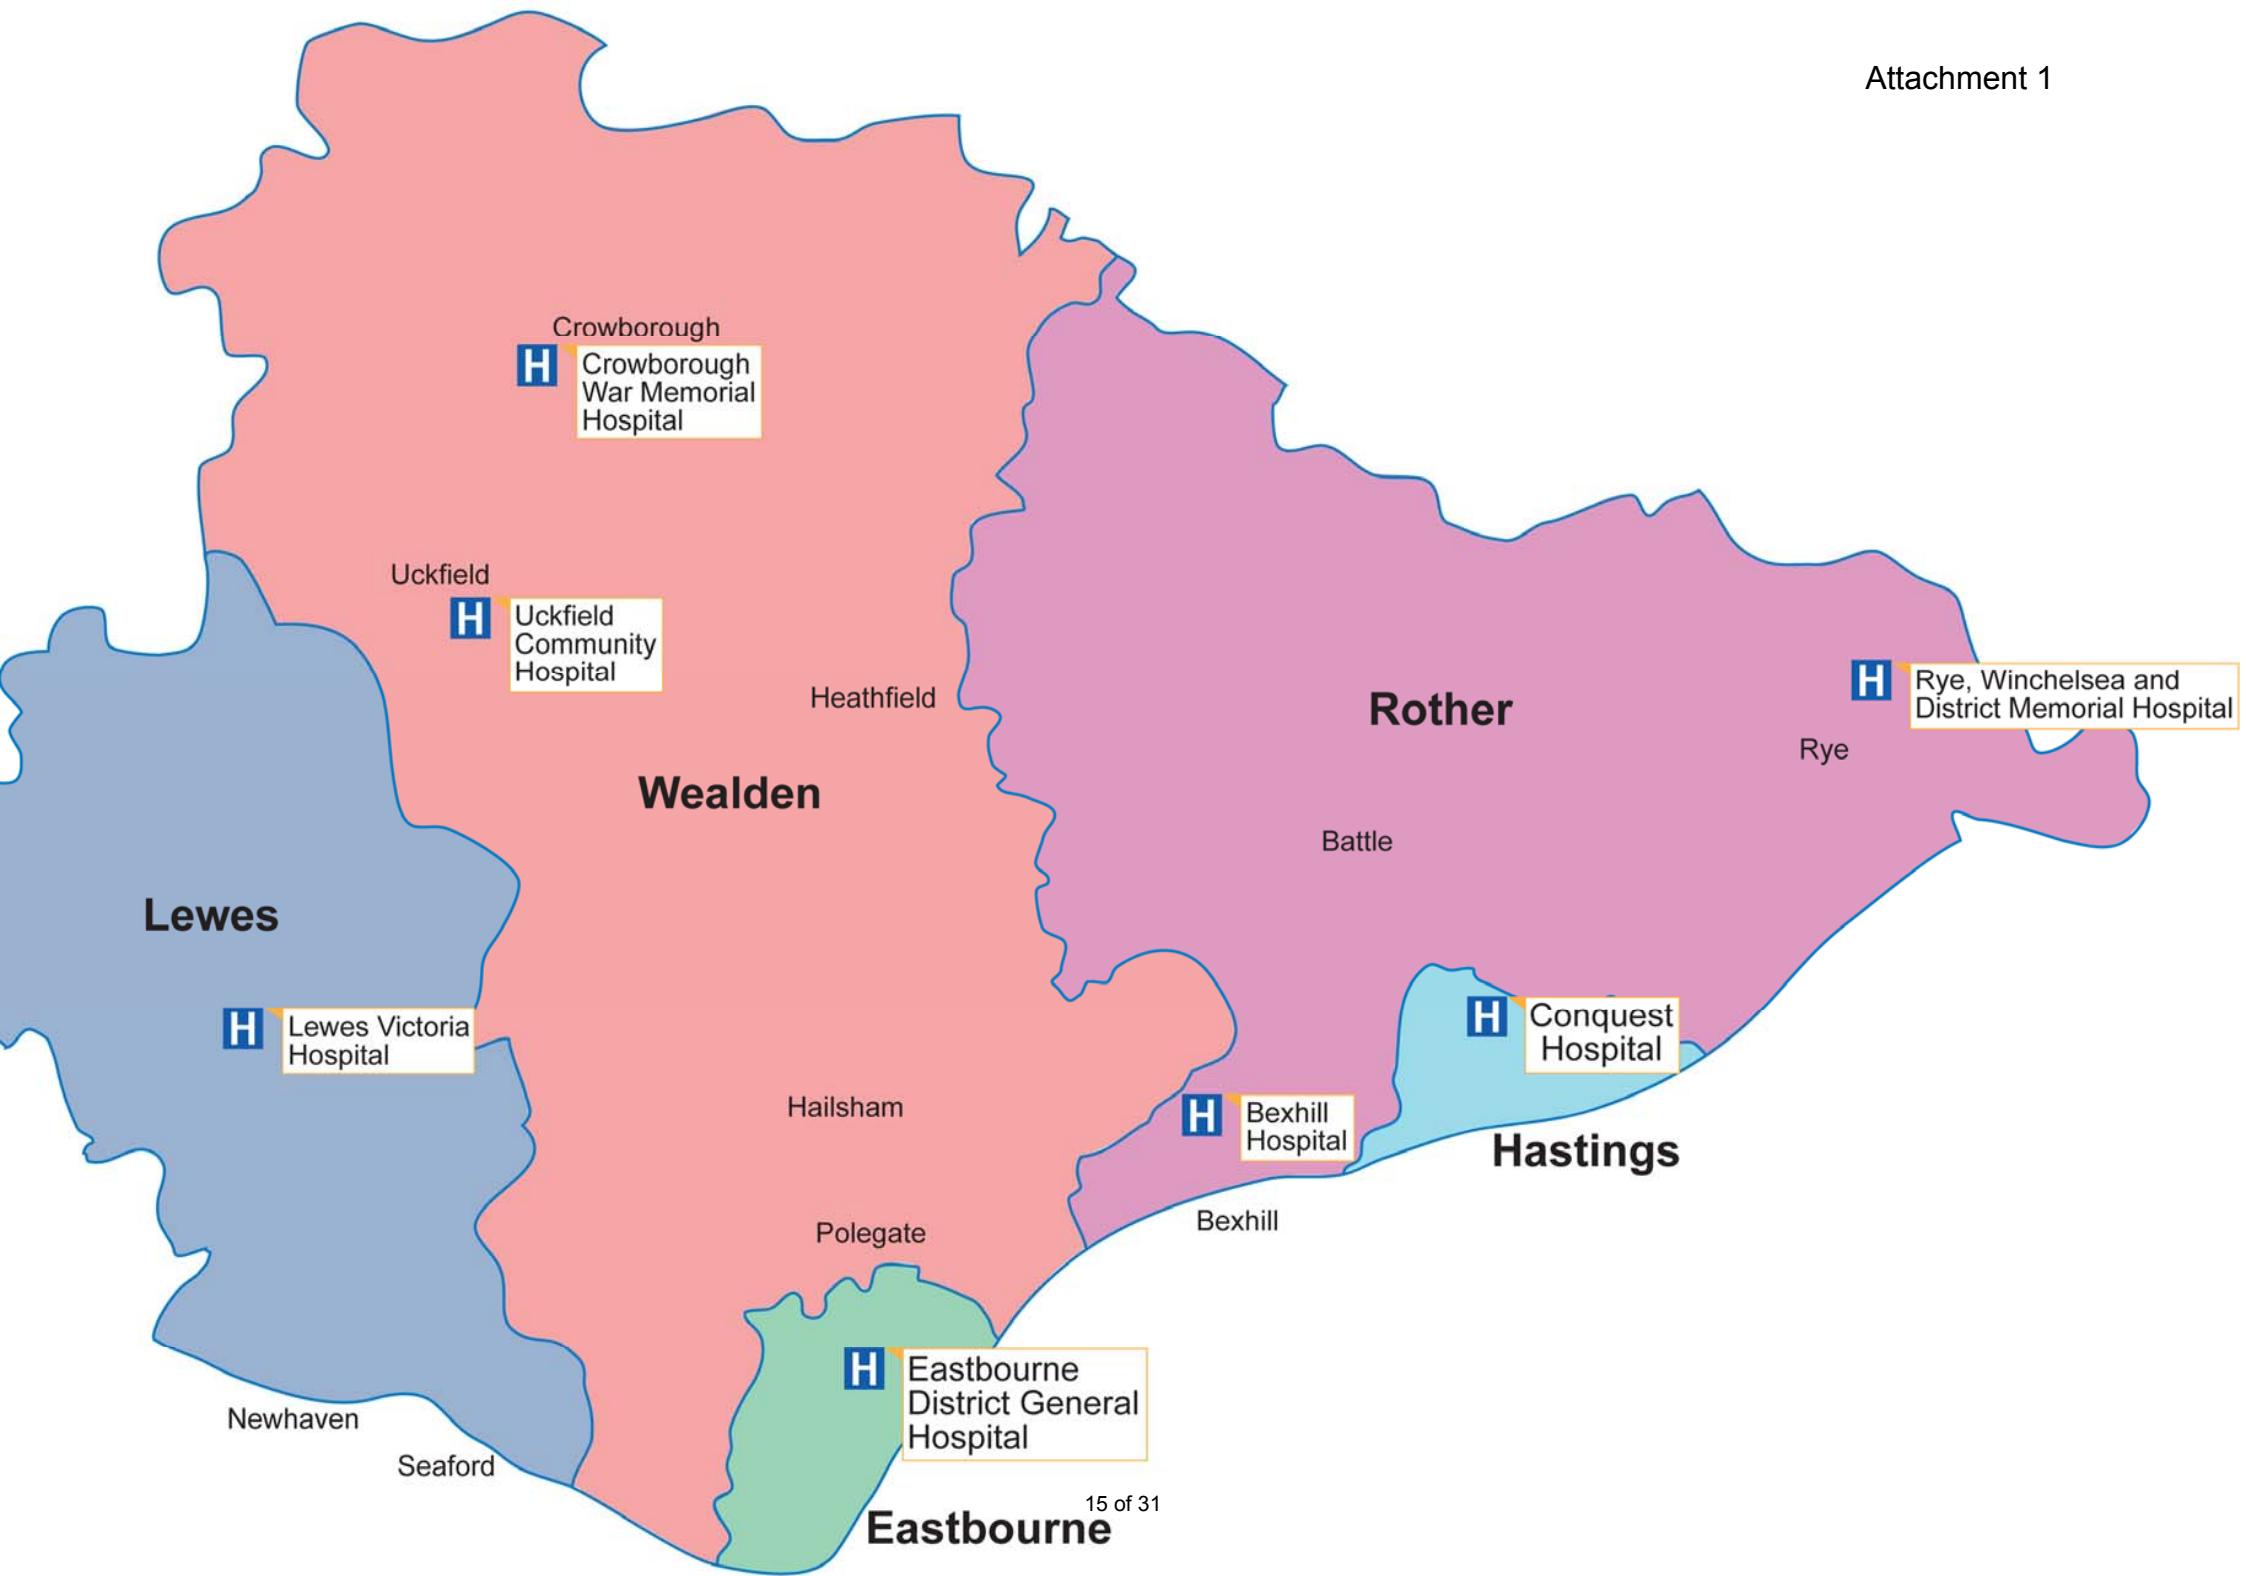 Attachment 1
Crowborough
H
Crowborough
War Memorial
Hospital
Uckfield
H
Uckfield
Community
Hospital
Heathfield
Rother
H
Rye, Winchelsea and
District Memorial Hospital
Rye
Wealden
Battle
Lewes
H
Lewes Victoria
Hospital
H
Conquest
Hospital
Hailsham
H
Bexhill
Hospital
Hastings
Bexhill
Polegate
H
Eastbourne
District General
Hospital
Newhaven
Seaford
15 of 31
Eastbourne